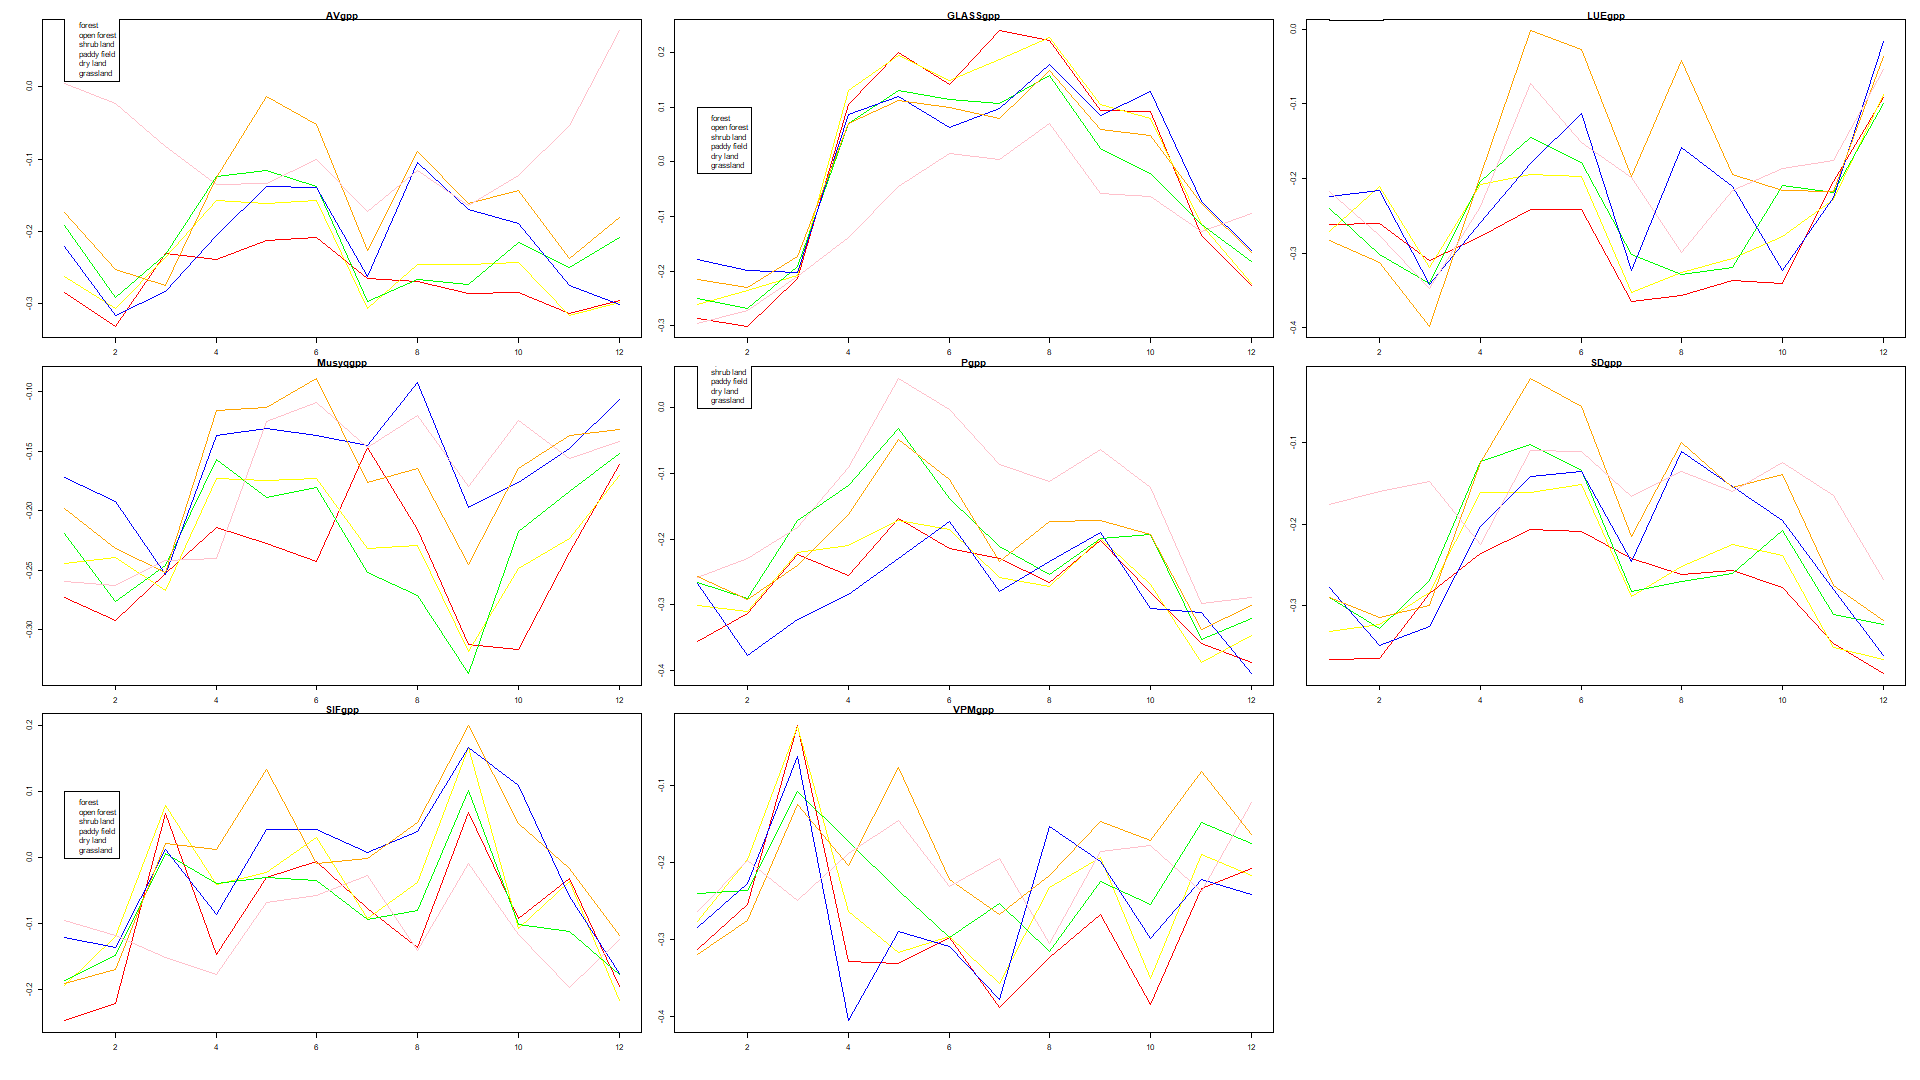 AVgpp
forest
open forest
shrub land
paddy field
dry land
grassland
0.0
-0.1
-0.2
-0.3
2 4 6 8 10 12
GLASSgpp
forest
open forest
shrub land
paddy field
dry land
grassland
0.2
0.1
0.0
-0.1
-0.2
-0.3
2 4 6 8 10 12
LUEgpp
0.0
-0.1
-0.2
-0.3
-0.4
2 4 6 8 10 12
Musyqgpp
-0.10
-0.15
-0.20
-0.25
-0.30
2 4 6 8 10 12
Pgpp
shrub land
paddy field
dry land
grassland
0.0
-0.1
-0.2
-0.3
-0.4
2 4 6 8 10 12
SDgpp
-0.1
-0.2
-0.3
2 4 6 8 10 12
SIFgpp
forest
open forest
shrub land
paddy field
dry land
grassland
0.2
0.1
0.0
-0.1
-0.2
2 4 6 8 10 12
VPMgpp
-0.1
-0.2
-0.3
-0.4
2 4 6 8 10 12